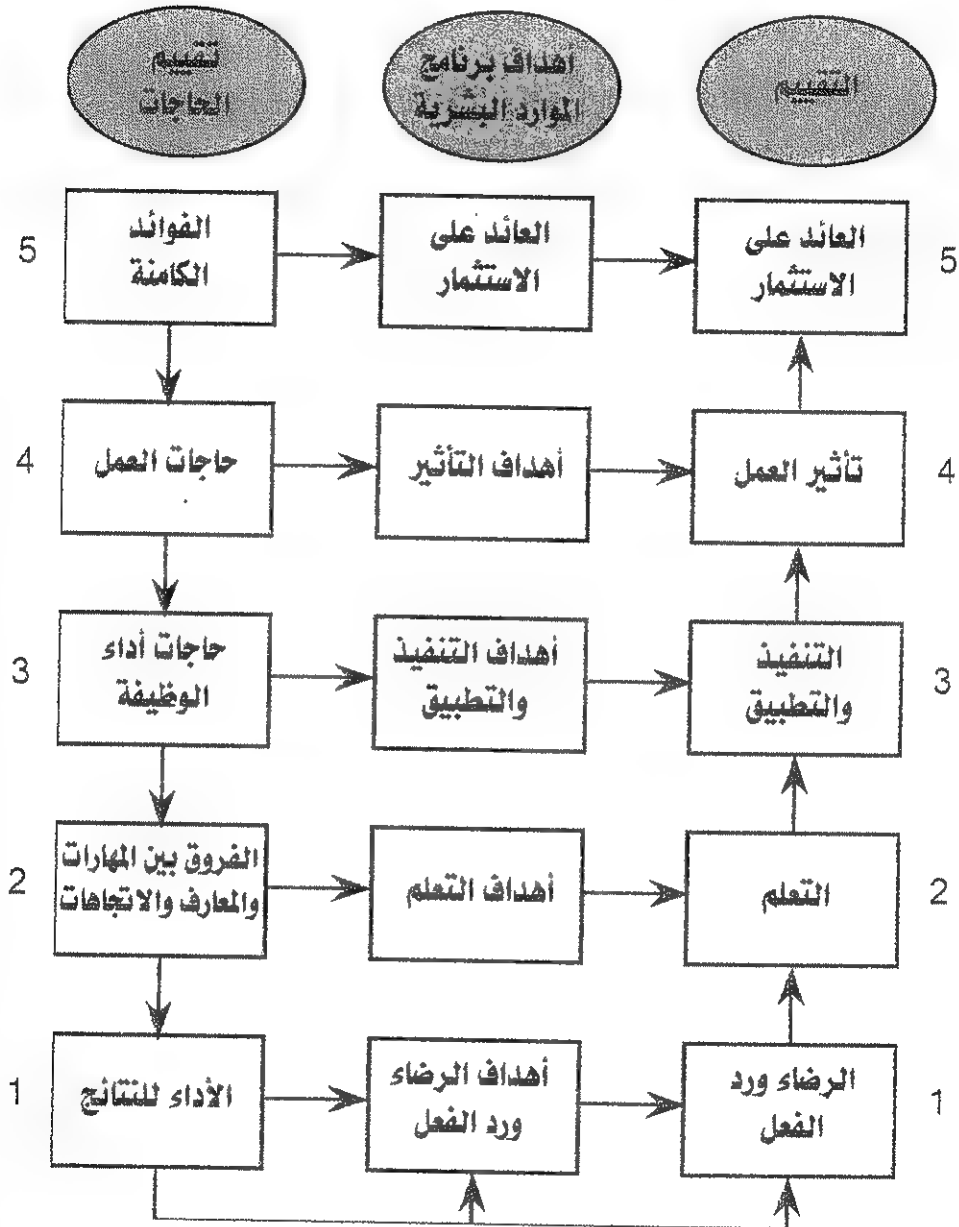 تقييم
الحاجات
أهداف برنامج
الموارد البشرية
التقييم
5
الفوائد
الكامنة
العائد على
الاستثمار
العائد على
الاستثمار
5
4
حاجات العمل
أهداف التأثير
تأثير العمل
4
3
حاجات أداء
الوظيفة
أهداف التنفيذ
والتطبيق
التنفيذ
والتطبيق
3
2
الفروق بين المهارات
والمعارف والاتجاهات
أهداف التعلم
التعلم
2
1
الأداء للنتائج
أهداف الرضاء
ورد الفعل
الرضاء ورد
الفعل
1